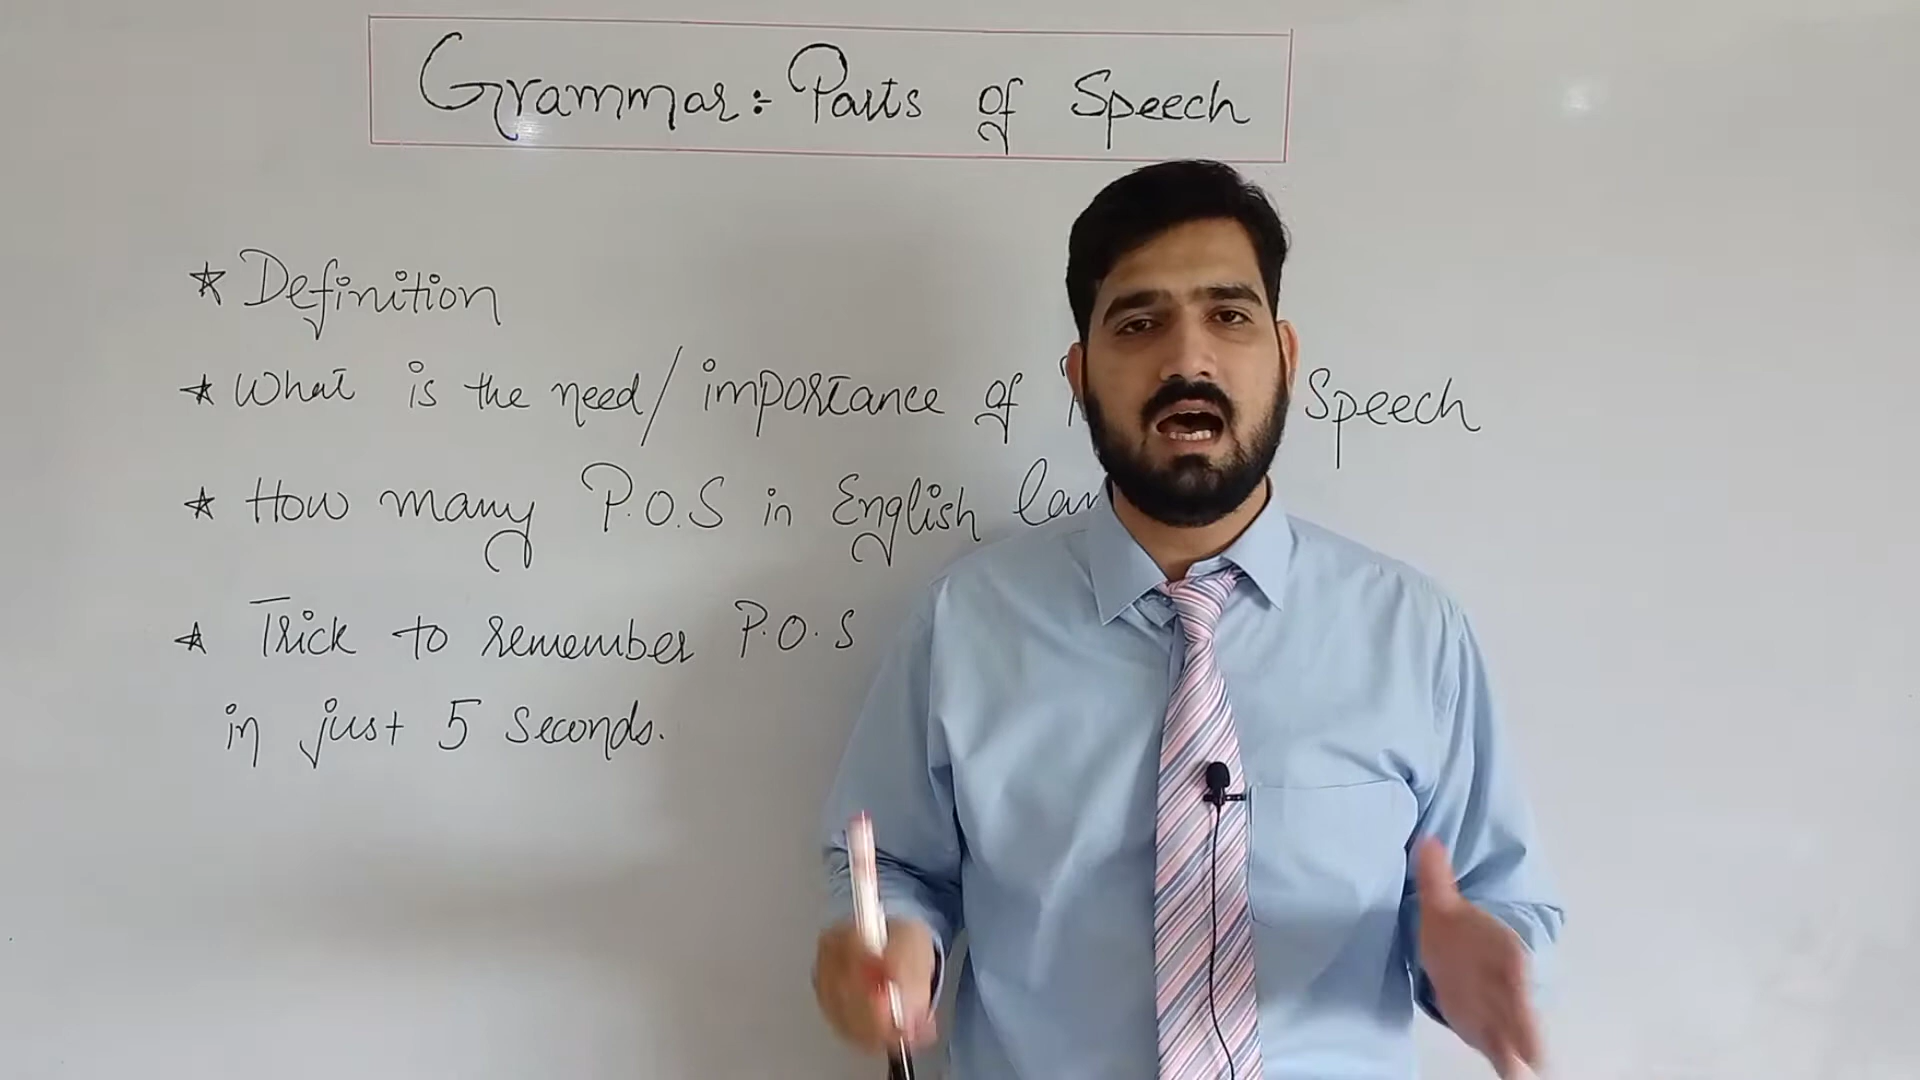 Grammar:- Parts of Speech
★ Definition
★ What is the need/importance of Speech
★ How many P.O.S in English
★ Trick to remember P.O.S
in just 5 seconds.